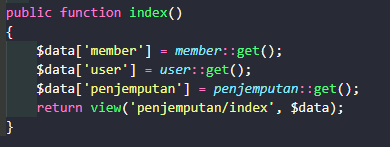 public function index()
{
    $data['member'] = member::get();
    $data['user'] = user::get();
    $data['penjemputan'] = penjemputan::get();
    return view('penjemputan/index', $data);
}